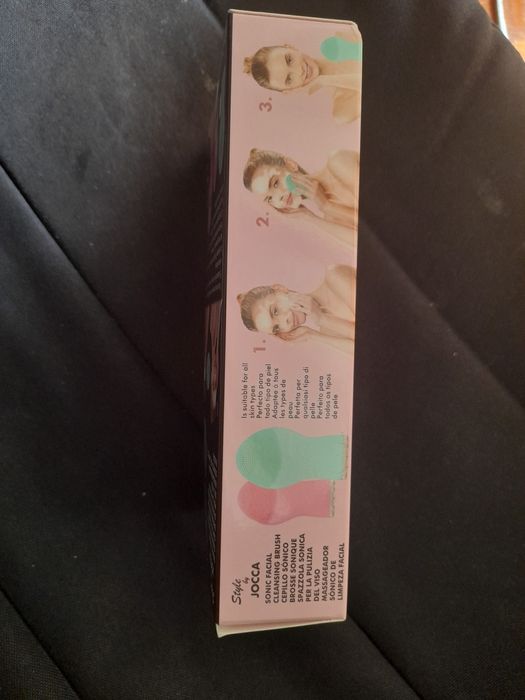 Style
by
JOCCA
SONIC FACIAL
CLEANSING BRUSH
CEPILLO SÓNICO
BROSSE SONIQUE
SPAZZOLA SONICA
PER LA PULIZIA
DEL VISO
MASSAGEADOR
SÓNICO DE
LIMPEZA FACIAL
Is suitable for all
skin types
Perfecto para
todo tipo de piel
Adaptée a tous
les types de
peau
Perfetta per
qualsiasi tipo di
pelle
Perfeito para
todos os tipos
de pele
1.
2.
3.